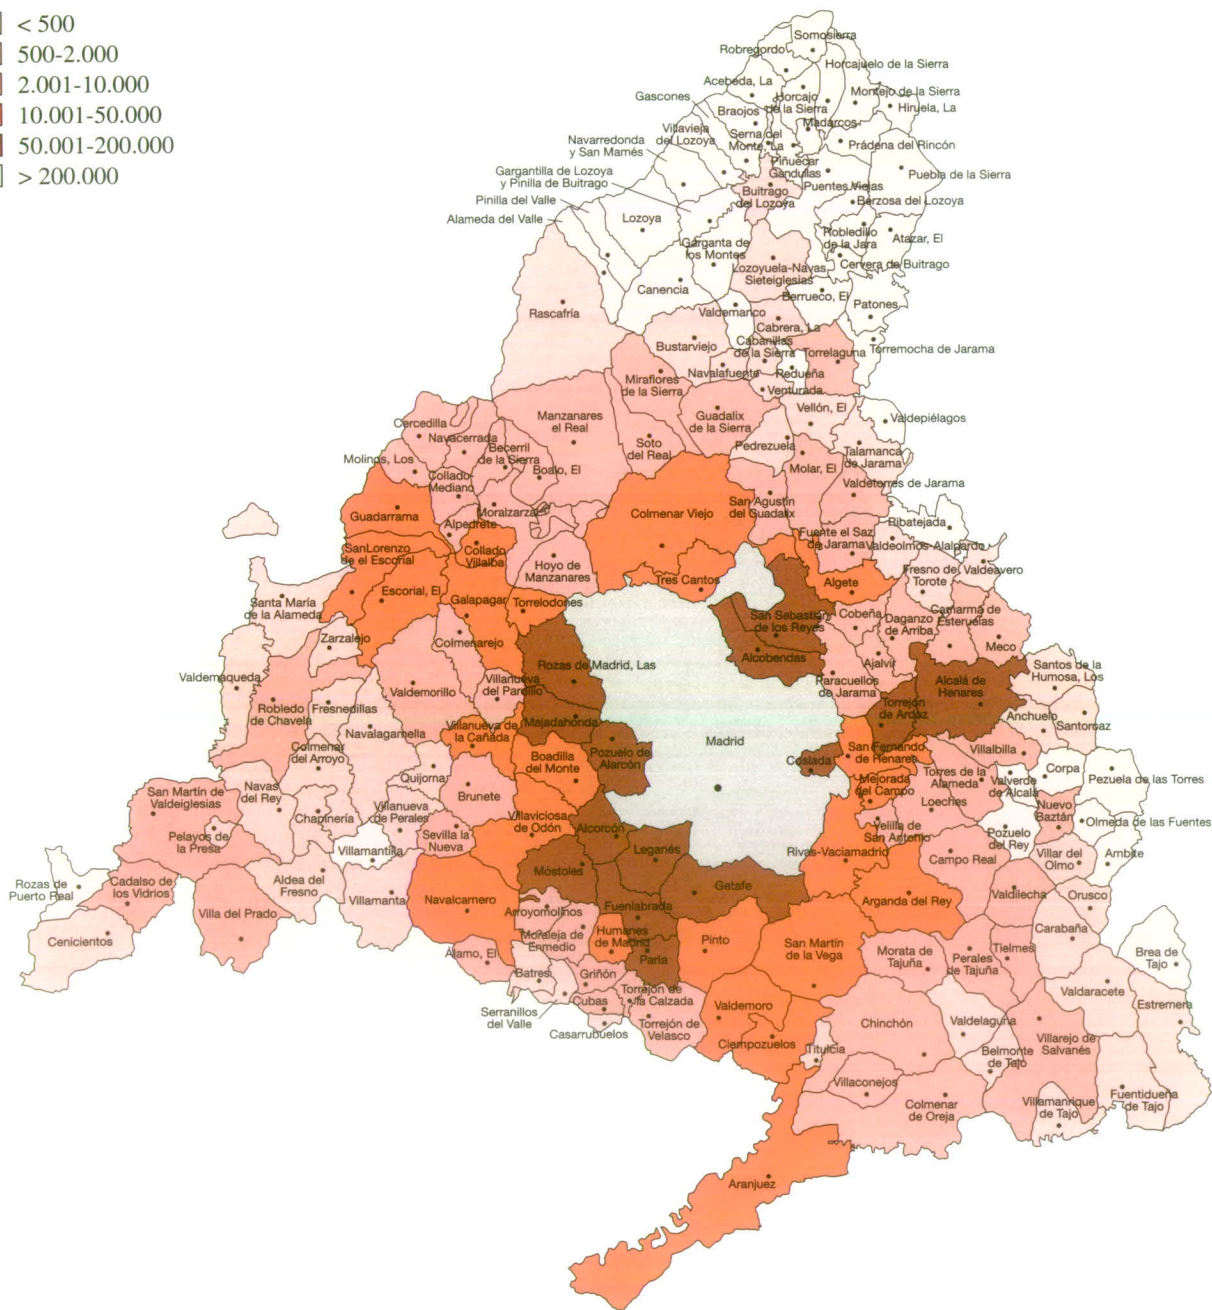 < 500
500-2.000
2.001-10.000
10.001-50.000
50.001-200.000
> 200.000
Somosierra
Robregordo
Horcajuelo de la Sierra
Acebeda, La
Montejo de la Sierra
Gascones
Horcajo
de la Sierra
Hiruela, La
Braojos
Madarcos
Villavieja
del Lozoya
Serna del
Monte, La
Navarredonda
y San Mamés
Prádena del Rincón
Piñuécar
Gandullas
Gargantilla de Lozoya
y Pinilla de Buitrago
Puebla de la Sierra
Puentes Viejas
Buitrago
del Lozoya
Pinilla del Valle
Berzosa del Lozoya
Alameda del Valle
Lozoya
Robledillo
de la Jara
Atazar, El
Garganta de
los Montes
Cervera de Buitrago
Lozoyuela-Navas
Sieteiglesias
Canencia
Berrueco, El
Patones
Rascafría
Valdemanco
Cabrera, La
Bustarviejo
Cabanillas
de la Sierra
Torrelaguna
Torremocha de Jarama
Navalafuente
Redueña
Miraflores
de la Sierra
Venturada
Vellón, El
Valdepiélagos
Manzanares
el Real
Guadalix
de la Sierra
Cercedilla
Navacerrada
Becerril
de la Sierra
Soto
del Real
Pedrezuela
Talamanca
de Jarama
Molinos, Los
Boalo, El
Molar, El
Collado-
Mediano
Valdetorres de Jarama
San Agustín
del Guadalix
Guadarrama
Moralzarzal
Colmenar Viejo
Alpedrete
Ribatejada
Fuente el Saz
de Jarama
Valdeolmos-Alalpardo
SanLorenzo
de el Escorial
Collado
Villalba
Hoyo de
Manzanares
Fresno del
Torote
Valdeavero
Tres Cantos
Algete
Escorial, El
Galapagar
Torrelodones
Santa María
de la Alameda
San Sebastián
de los Reyes
Cobeña
Daganzo
de Arriba
Camarma de
Esteruelas
Zarzalejo
Colmenarejo
Meco
Alcobendas
Ajalvir
Rozas de Madrid, Las
Santos de la
Humosa, Los
Valdemaqueda
Valdemorillo
Villanueva
del Pardillo
Paracuellos
de Jarama
Alcalá de
Henares
Robledo
de Chavela
Fresnedillas
Torrejón
de Ardoz
Anchuelo
Santorcaz
Majadahonda
Navalagamella
Villanueva de
la Cañada
Madrid
Colmenar
del Arroyo
Pozuelo de
Alarcón
San Fernando
de Henares
Villalbilla
Boadilla
del Monte
Coslada
Corpa
Quijorna
Mejorada
del Campo
Torres de la
Alameda
Valverde
de Alcalá
Pezuela de las Torres
San Martín de
Valdeiglesias
Navas
del Rey
Brunete
Loeches
Nuevo
Baztán
Chapinería
Villanueva
de Perales
Villaviciosa
de Odón
Velilla de
San Antonio
Olmeda de las Fuentes
Pelayos de
la Presa
Sevilla la
Nueva
Alcorcón
Pozuelo
del Rey
Villamantilla
Leganés
Rivas-Vaciamadrid
Campo Real
Villar del
Olmo
Ambite
Rozas de
Puerto Real
Cadalso de
los Vidrios
Aldea del
Fresno
Móstoles
Getafe
Valdilecha
Orusco
Villamanta
Navalcarnero
Arganda del Rey
Villa del Prado
Arroyomolinos
Fuenlabrada
Carabaña
Cenicientos
Moraleja de
Enmedio
Humanes
de Madrid
Pinto
San Martín
de la Vega
Morata de
Tajuña
Tielmes
Perales
de Tajuña
Brea de
Tajo
Álamo, El
Parla
Batres
Griñón
Valdaracete
Cubas
Torrejón de
la Calzada
Valdemoro
Estremera
Serranillos
del Valle
Chinchón
Valdelaguna
Casarrubuelos
Torrejón de
Velasco
Ciempozuelos
Titulcia
Villarejo de
Salvanés
Belmonte
de Tajo
Villaconejos
Fuentidueña
de Tajo
Colmenar
de Oreja
Villamanrique
de Tajo
Aranjuez